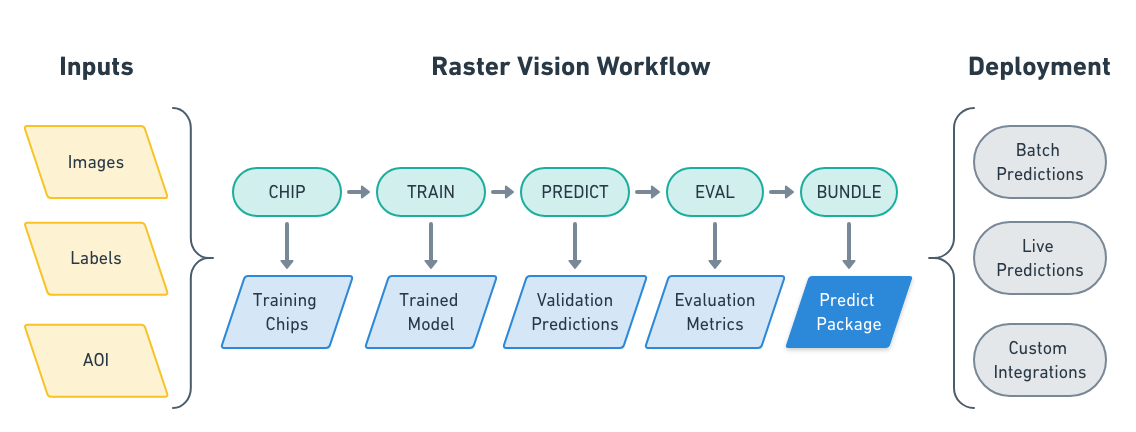 Inputs
Raster Vision Workflow
Deployment
Images
Labels
AOI
CHIP
TRAIN
PREDICT
EVAL
BUNDLE
Training
Chips
Trained
Model
Validation
Predictions
Evaluation
Metrics
Predict
Package
Batch
Predictions
Live
Predictions
Custom
Integrations